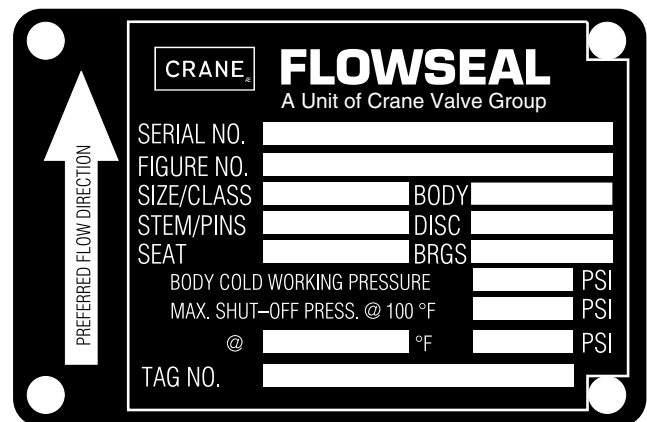 CRANE
FLOWSEAL
A Unit of Crane Valve Group
PREFERRED FLOW DIRECTION
SERIAL NO.
FIGURE NO.
SIZE/CLASS BODY
STEM/PINS DISC
SEAT BRGS
BODY COLD WORKING PRESSURE PSI
MAX. SHUT–OFF PRESS. @ 100 °F PSI
@ °F PSI
TAG NO.